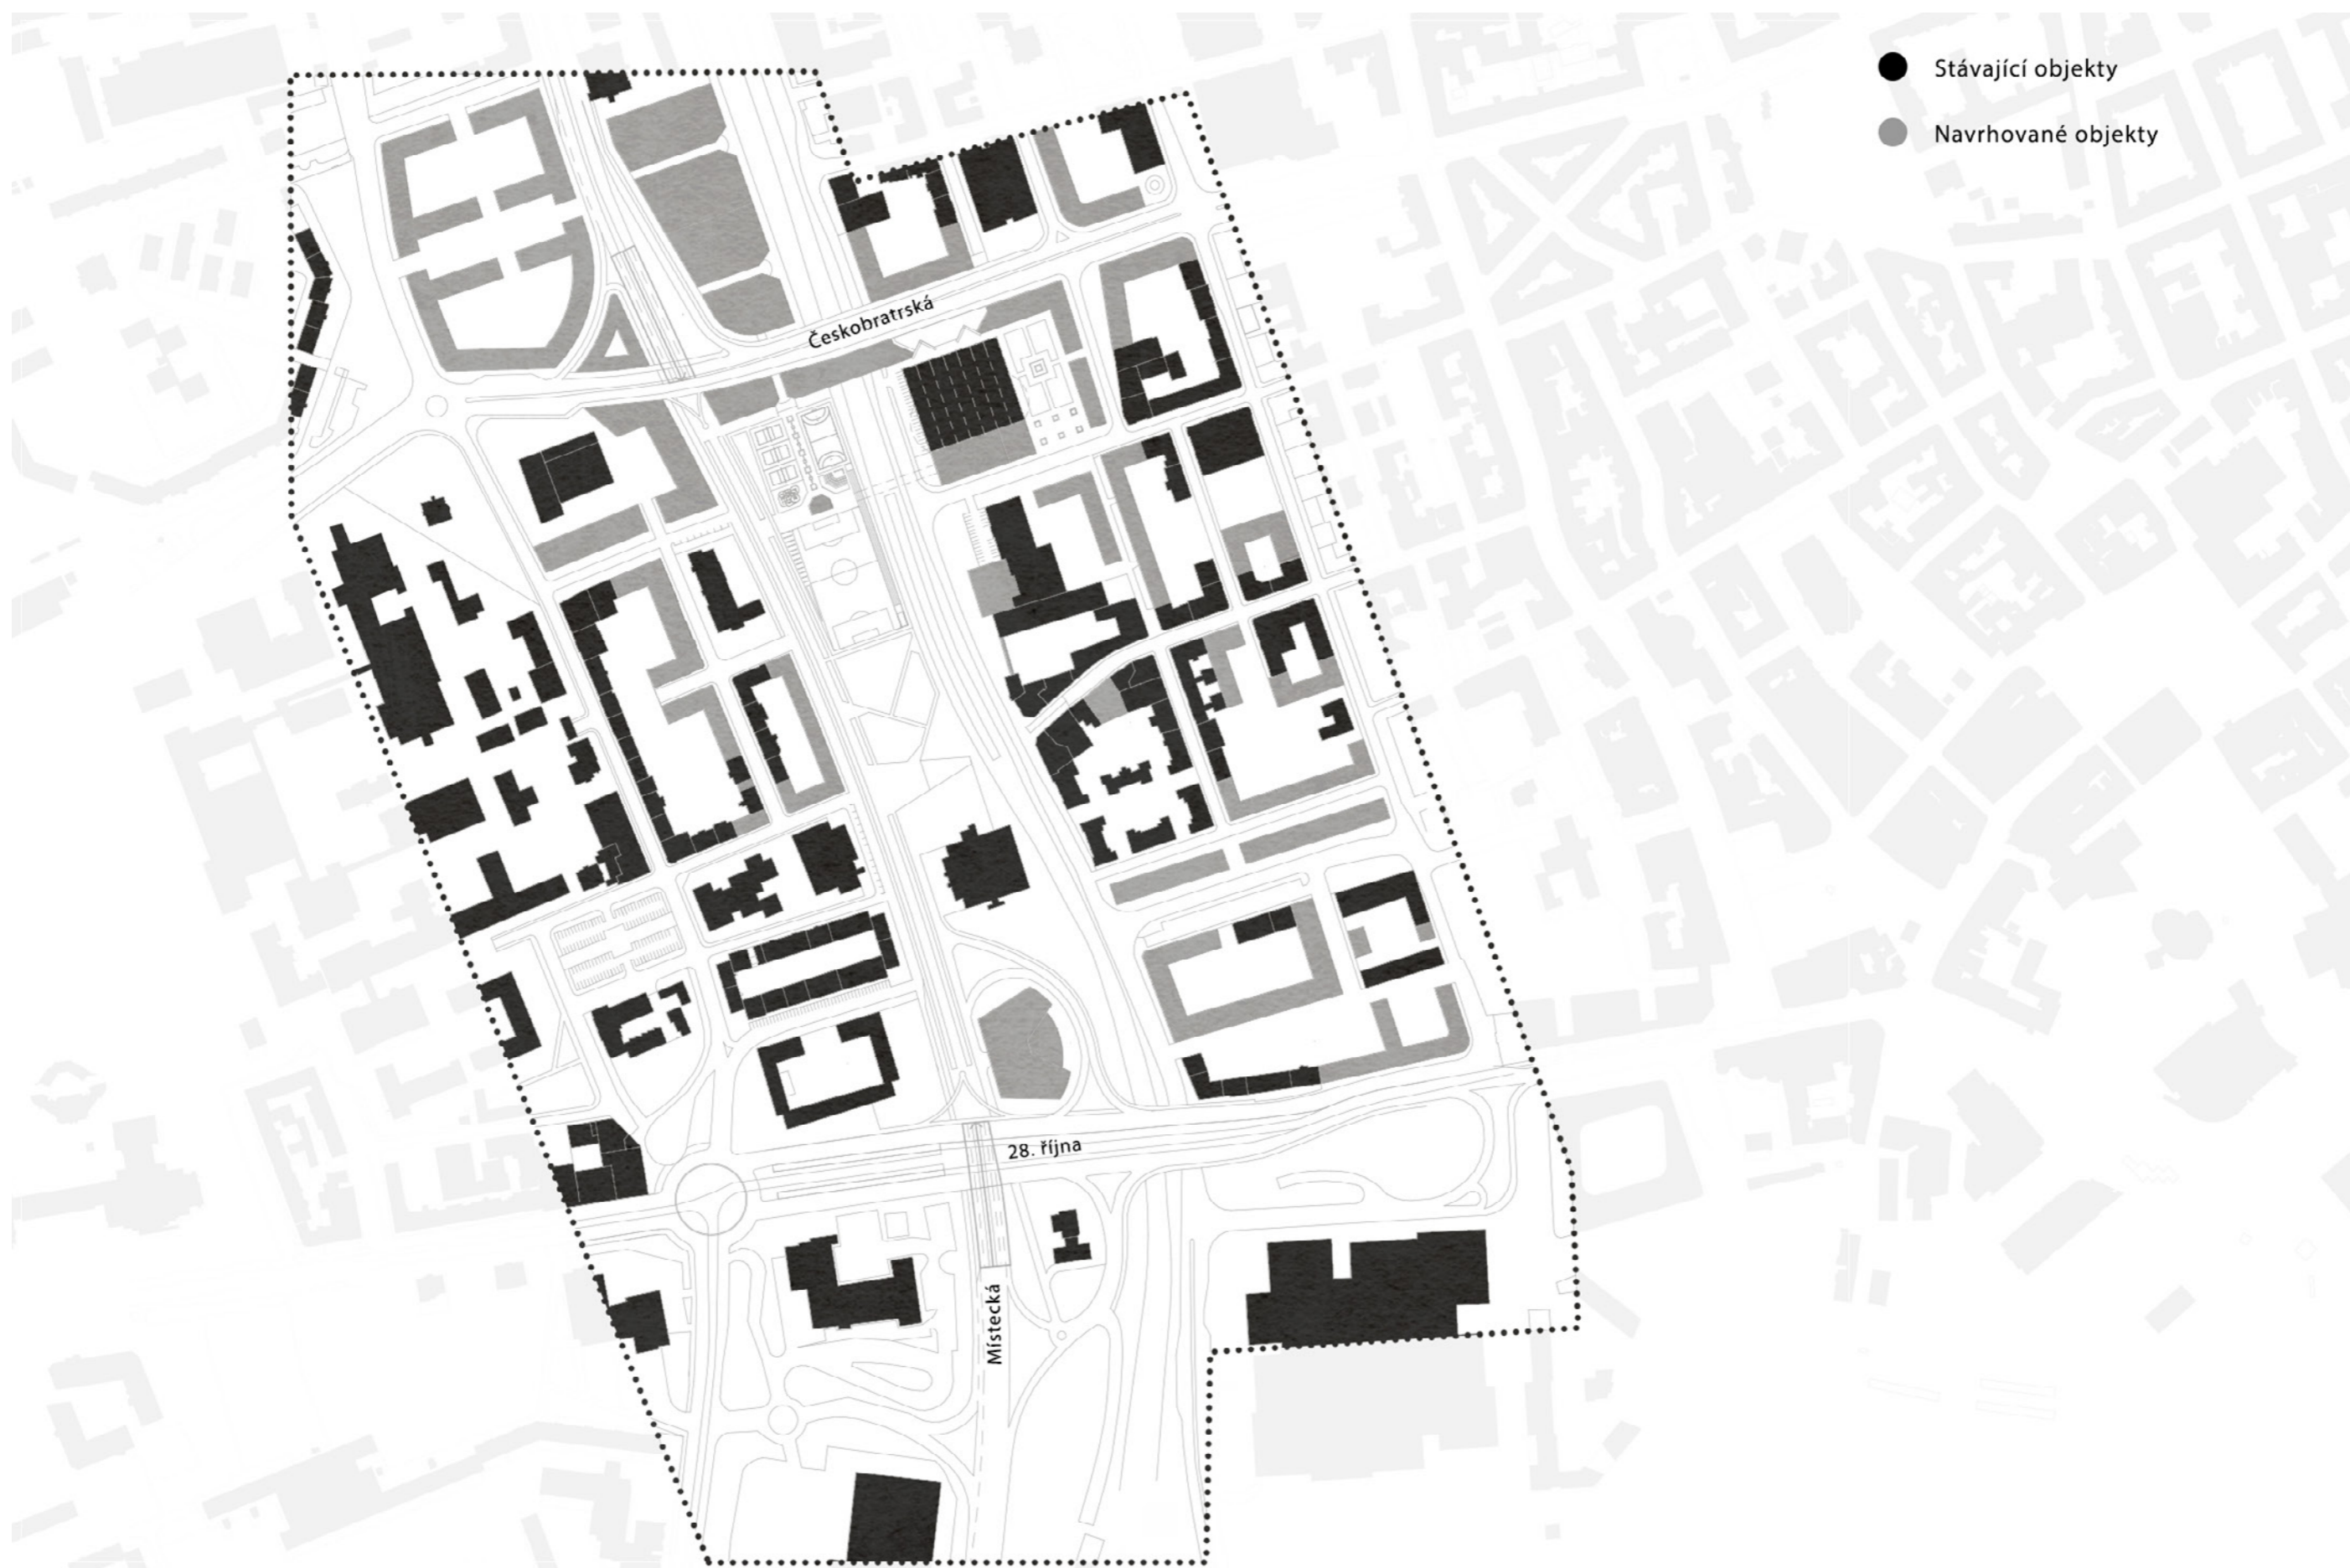 Stávající objekty
Navrhované objekty
Českobratrská
28. října
Místecká